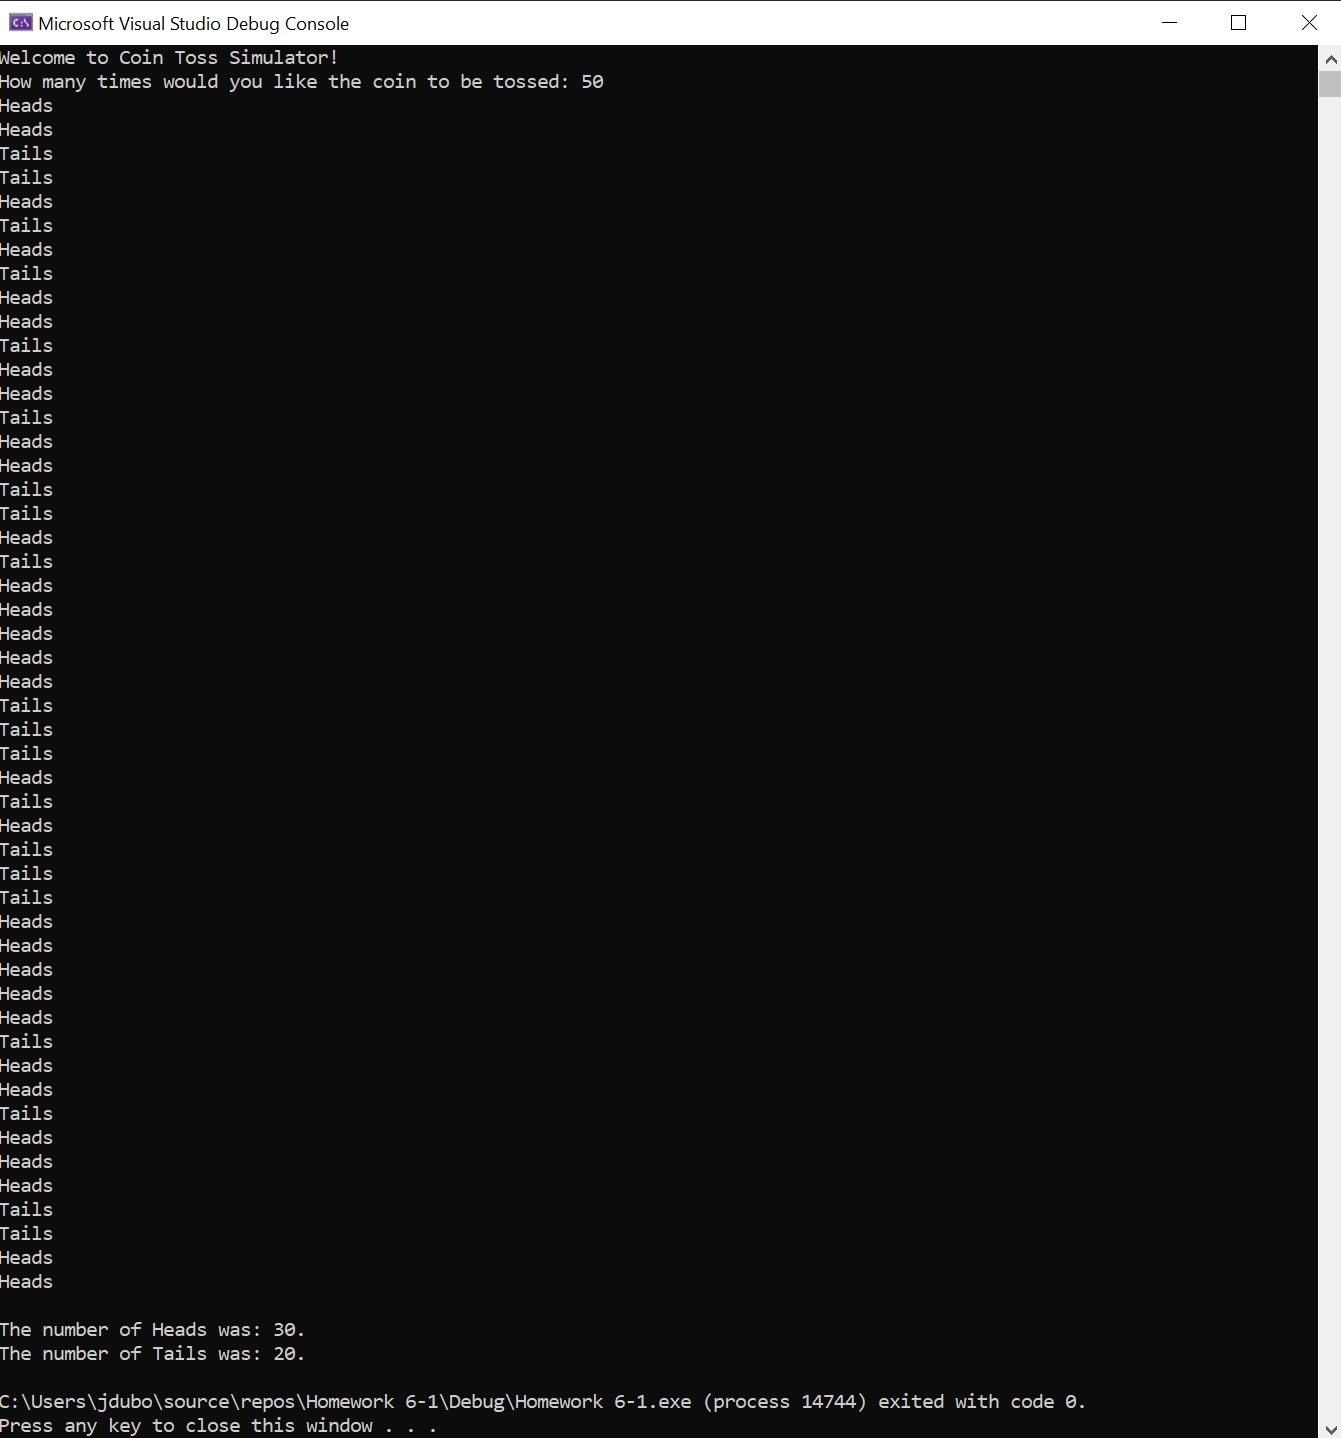 Microsoft Visual Studio Debug Console
Welcome to Coin Toss Simulator!
How many times would you like the coin to be tossed: 50
Heads
Heads
Tails
Tails
Heads
Tails
Heads
Tails
Heads
Heads
Tails
Heads
Heads
Tails
Heads
Heads
Tails
Tails
Heads
Tails
Heads
Heads
Heads
Heads
Heads
Tails
Tails
Tails
Heads
Tails
Heads
Tails
Tails
Tails
Heads
Heads
Heads
Heads
Heads
Tails
Heads
Heads
Tails
Heads
Heads
Heads
Tails
Tails
Heads
Heads
The number of Heads was: 30.
The number of Tails was: 20.
C:\Users\jdubo\source\repos\Homework 6-1\Debug\Homework 6-1.exe (process 14744) exited with code 0.
Press any key to close this window . . .